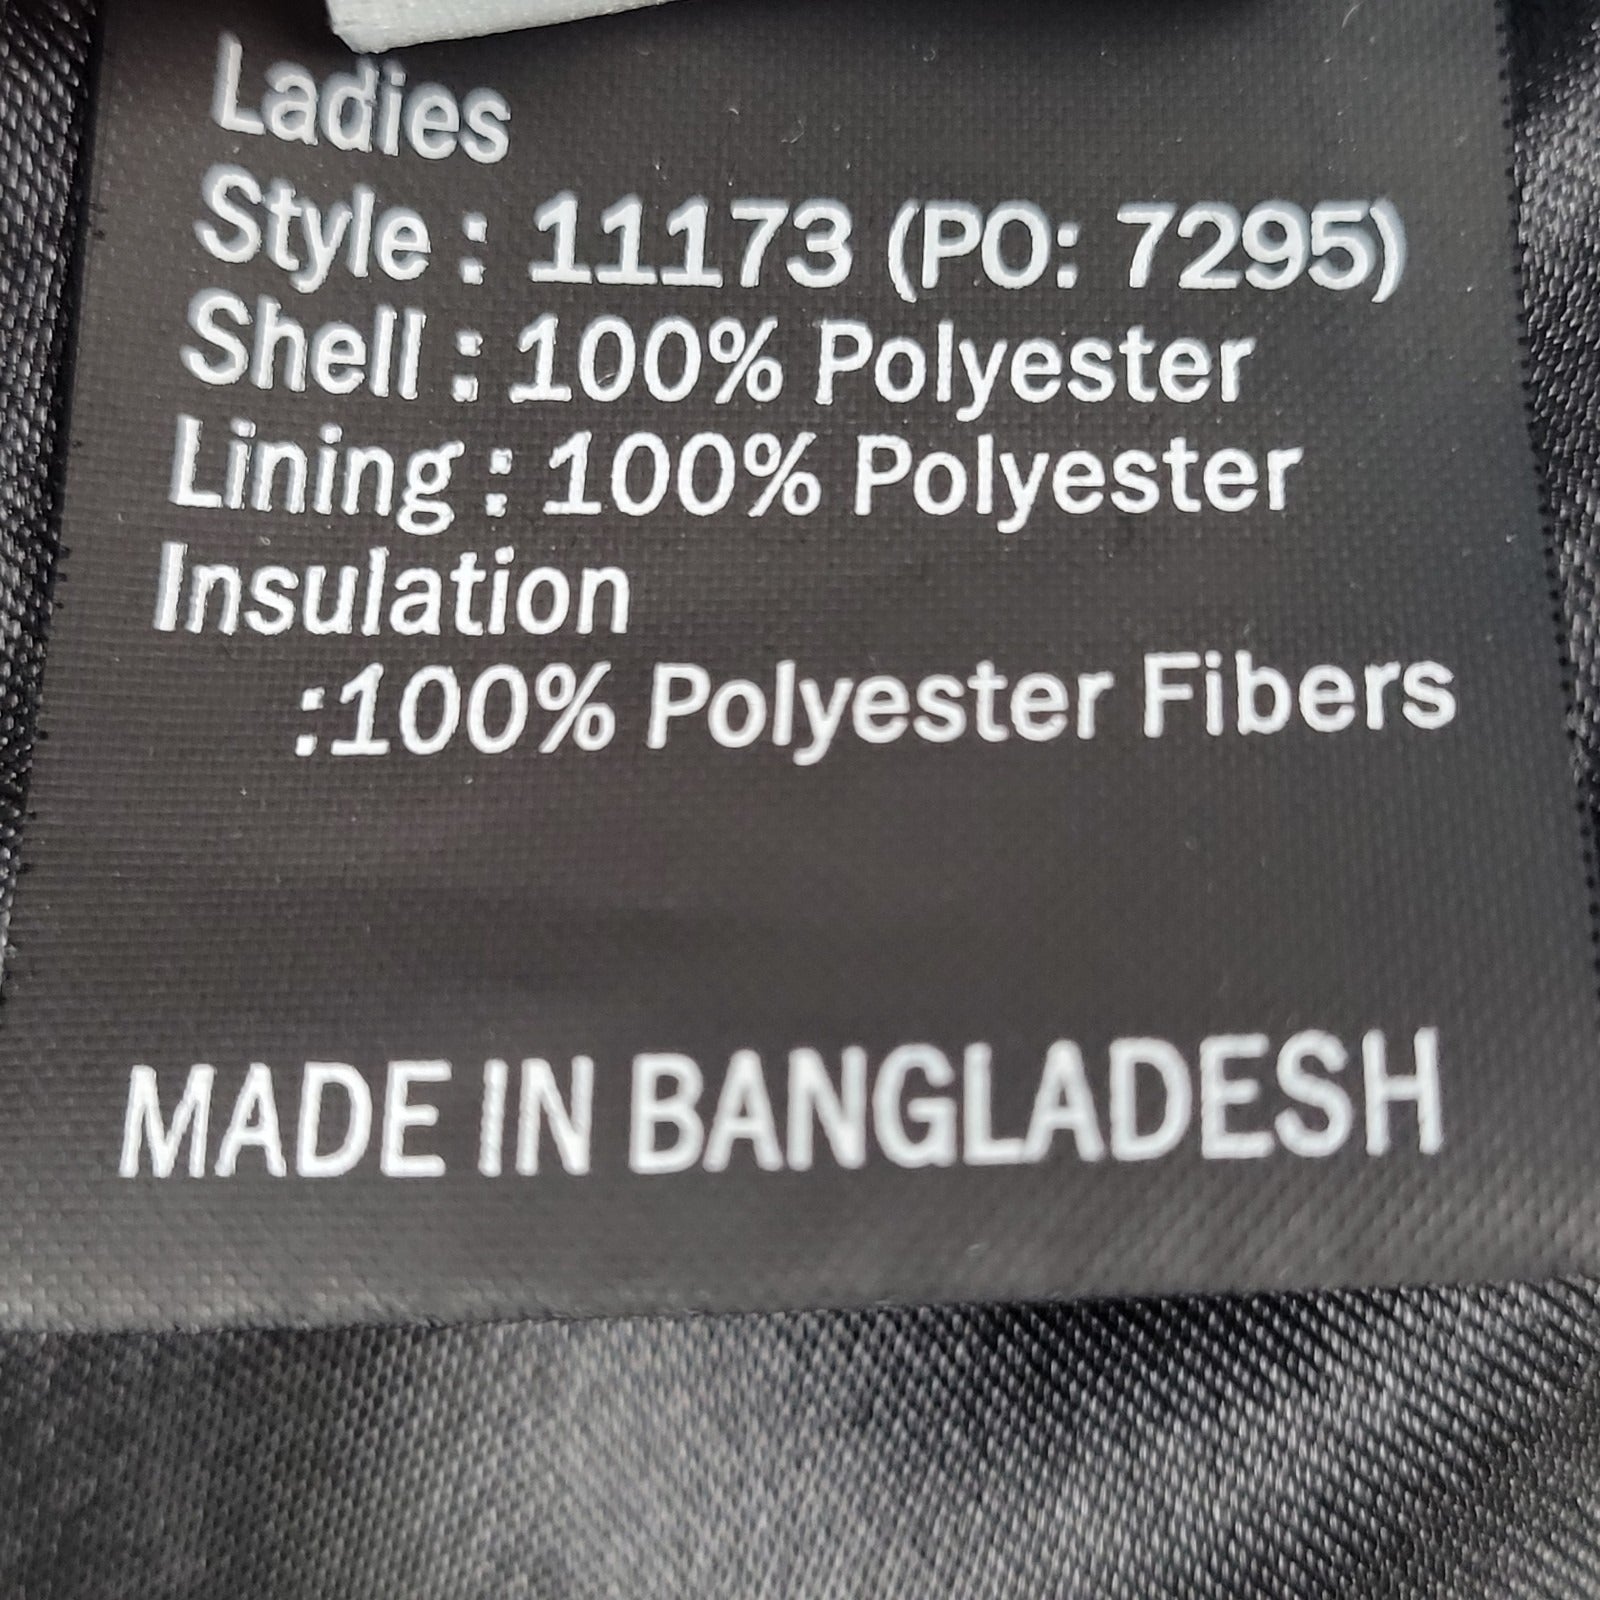 Ladies
Style : 11173 (PO: 7295)
Shell : 100% Polyester
Lining : 100% Polyester
Insulation
:100% Polyester Fibers
MADE IN BANGLADESH